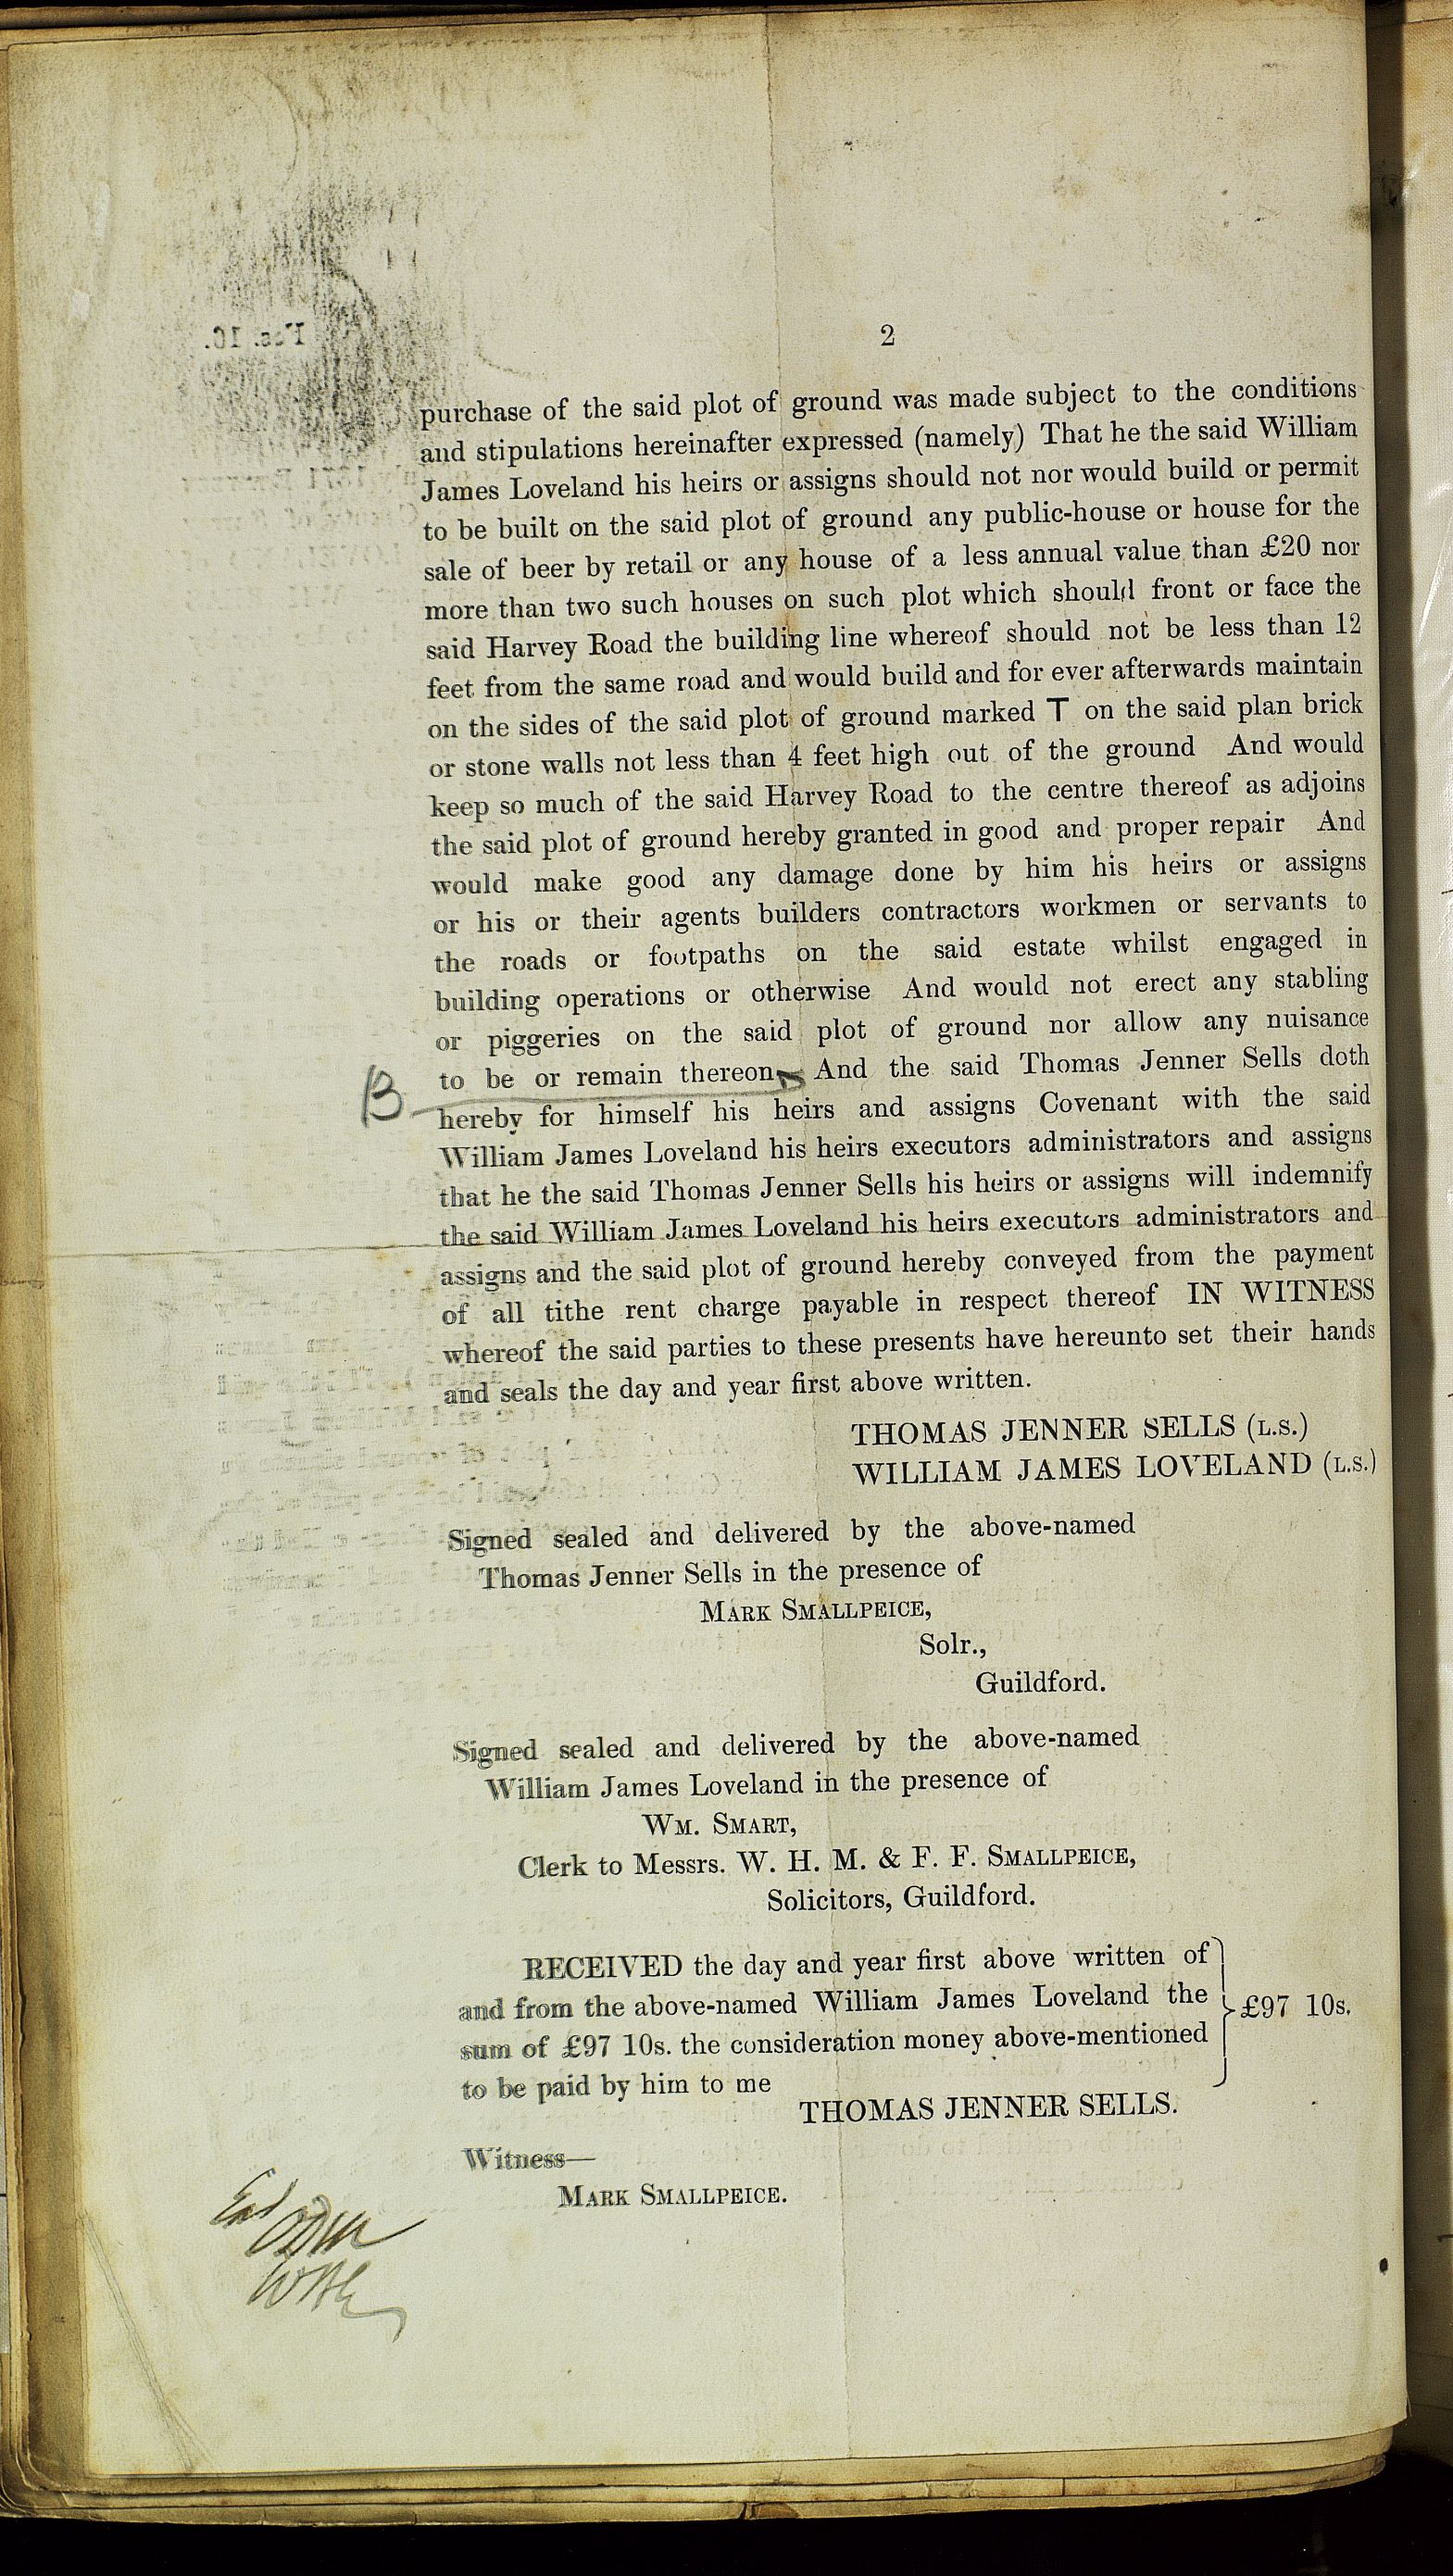 2
purchase of the said plot of ground was made subject to the conditions
and stipulations hereinafter expressed (namely) That he the said William
James Loveland his heirs or assigns should not nor would build or permit
to be built on the said plot of ground any public-house or house for the
sale of beer by retail or any house of a less annual value than £20 nor
more than two such houses on such plot which should front or face the
said Harvey Road the building line whereof should not be less than 12
feet from the same road and would build and for ever afterwards maintain
on the sides of the said plot of ground marked T on the said plan brick
or stone walls not less than 4 feet high out of the ground And would
keep so much of the said Harvey Road to the centre thereof as adjoins
the said plot of ground hereby granted in good and proper repair And
would make good any damage done by him his heirs or assigns
or his or their agents builders contractors workmen or servants to
the roads or footpaths on the said estate whilst engaged in
building operations or otherwise And would not erect any stabling
or piggeries on the said plot of ground nor allow any nuisance
to be or remain thereon And the said Thomas Jenner Sells doth
B
hereby for himself his heirs and assigns Covenant with the said
William James Loveland his heirs executors administrators and assigns
that he the said Thomas Jenner Sells his heirs or assigns will indemnify
the said William James Loveland his heirs executors administrators and
assigns and the said plot of ground hereby conveyed from the payment
of all tithe rent charge payable in respect thereof IN WITNESS
whereof the said parties to these presents have hereunto set their hands
and seals the day and year first above written.
THOMAS JENNER SELLS (L.S.)
WILLIAM JAMES LOVELAND (L.S.)
Signed sealed and delivered by the above-named
Thomas Jenner Sells in the presence of
MARK SMALLPEICE,
Solr.,
Guildford.
Signed sealed and delivered by the above-named
William James Loveland in the presence of
WM. SMART,
Clerk to Messrs. W. H. M. & F. F. SMALLPEICE,
Solicitors, Guildford.
RECEIVED the day and year first above written of
and from the above-named William James Loveland the
sum of £97 10s. the consideration money above-mentioned
to be paid by him to me
£97 10s.
THOMAS JENNER SELLS.
Witness—
MARK SMALLPEICE.